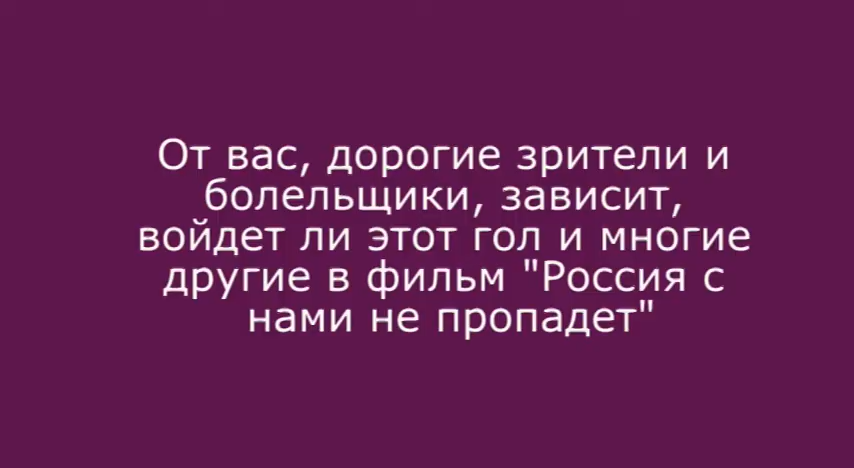 От вас, дорогие зрители и
болельщики, зависит,
войдет ли этот гол и многие
другие в фильм "Россия с
нами не пропадет"